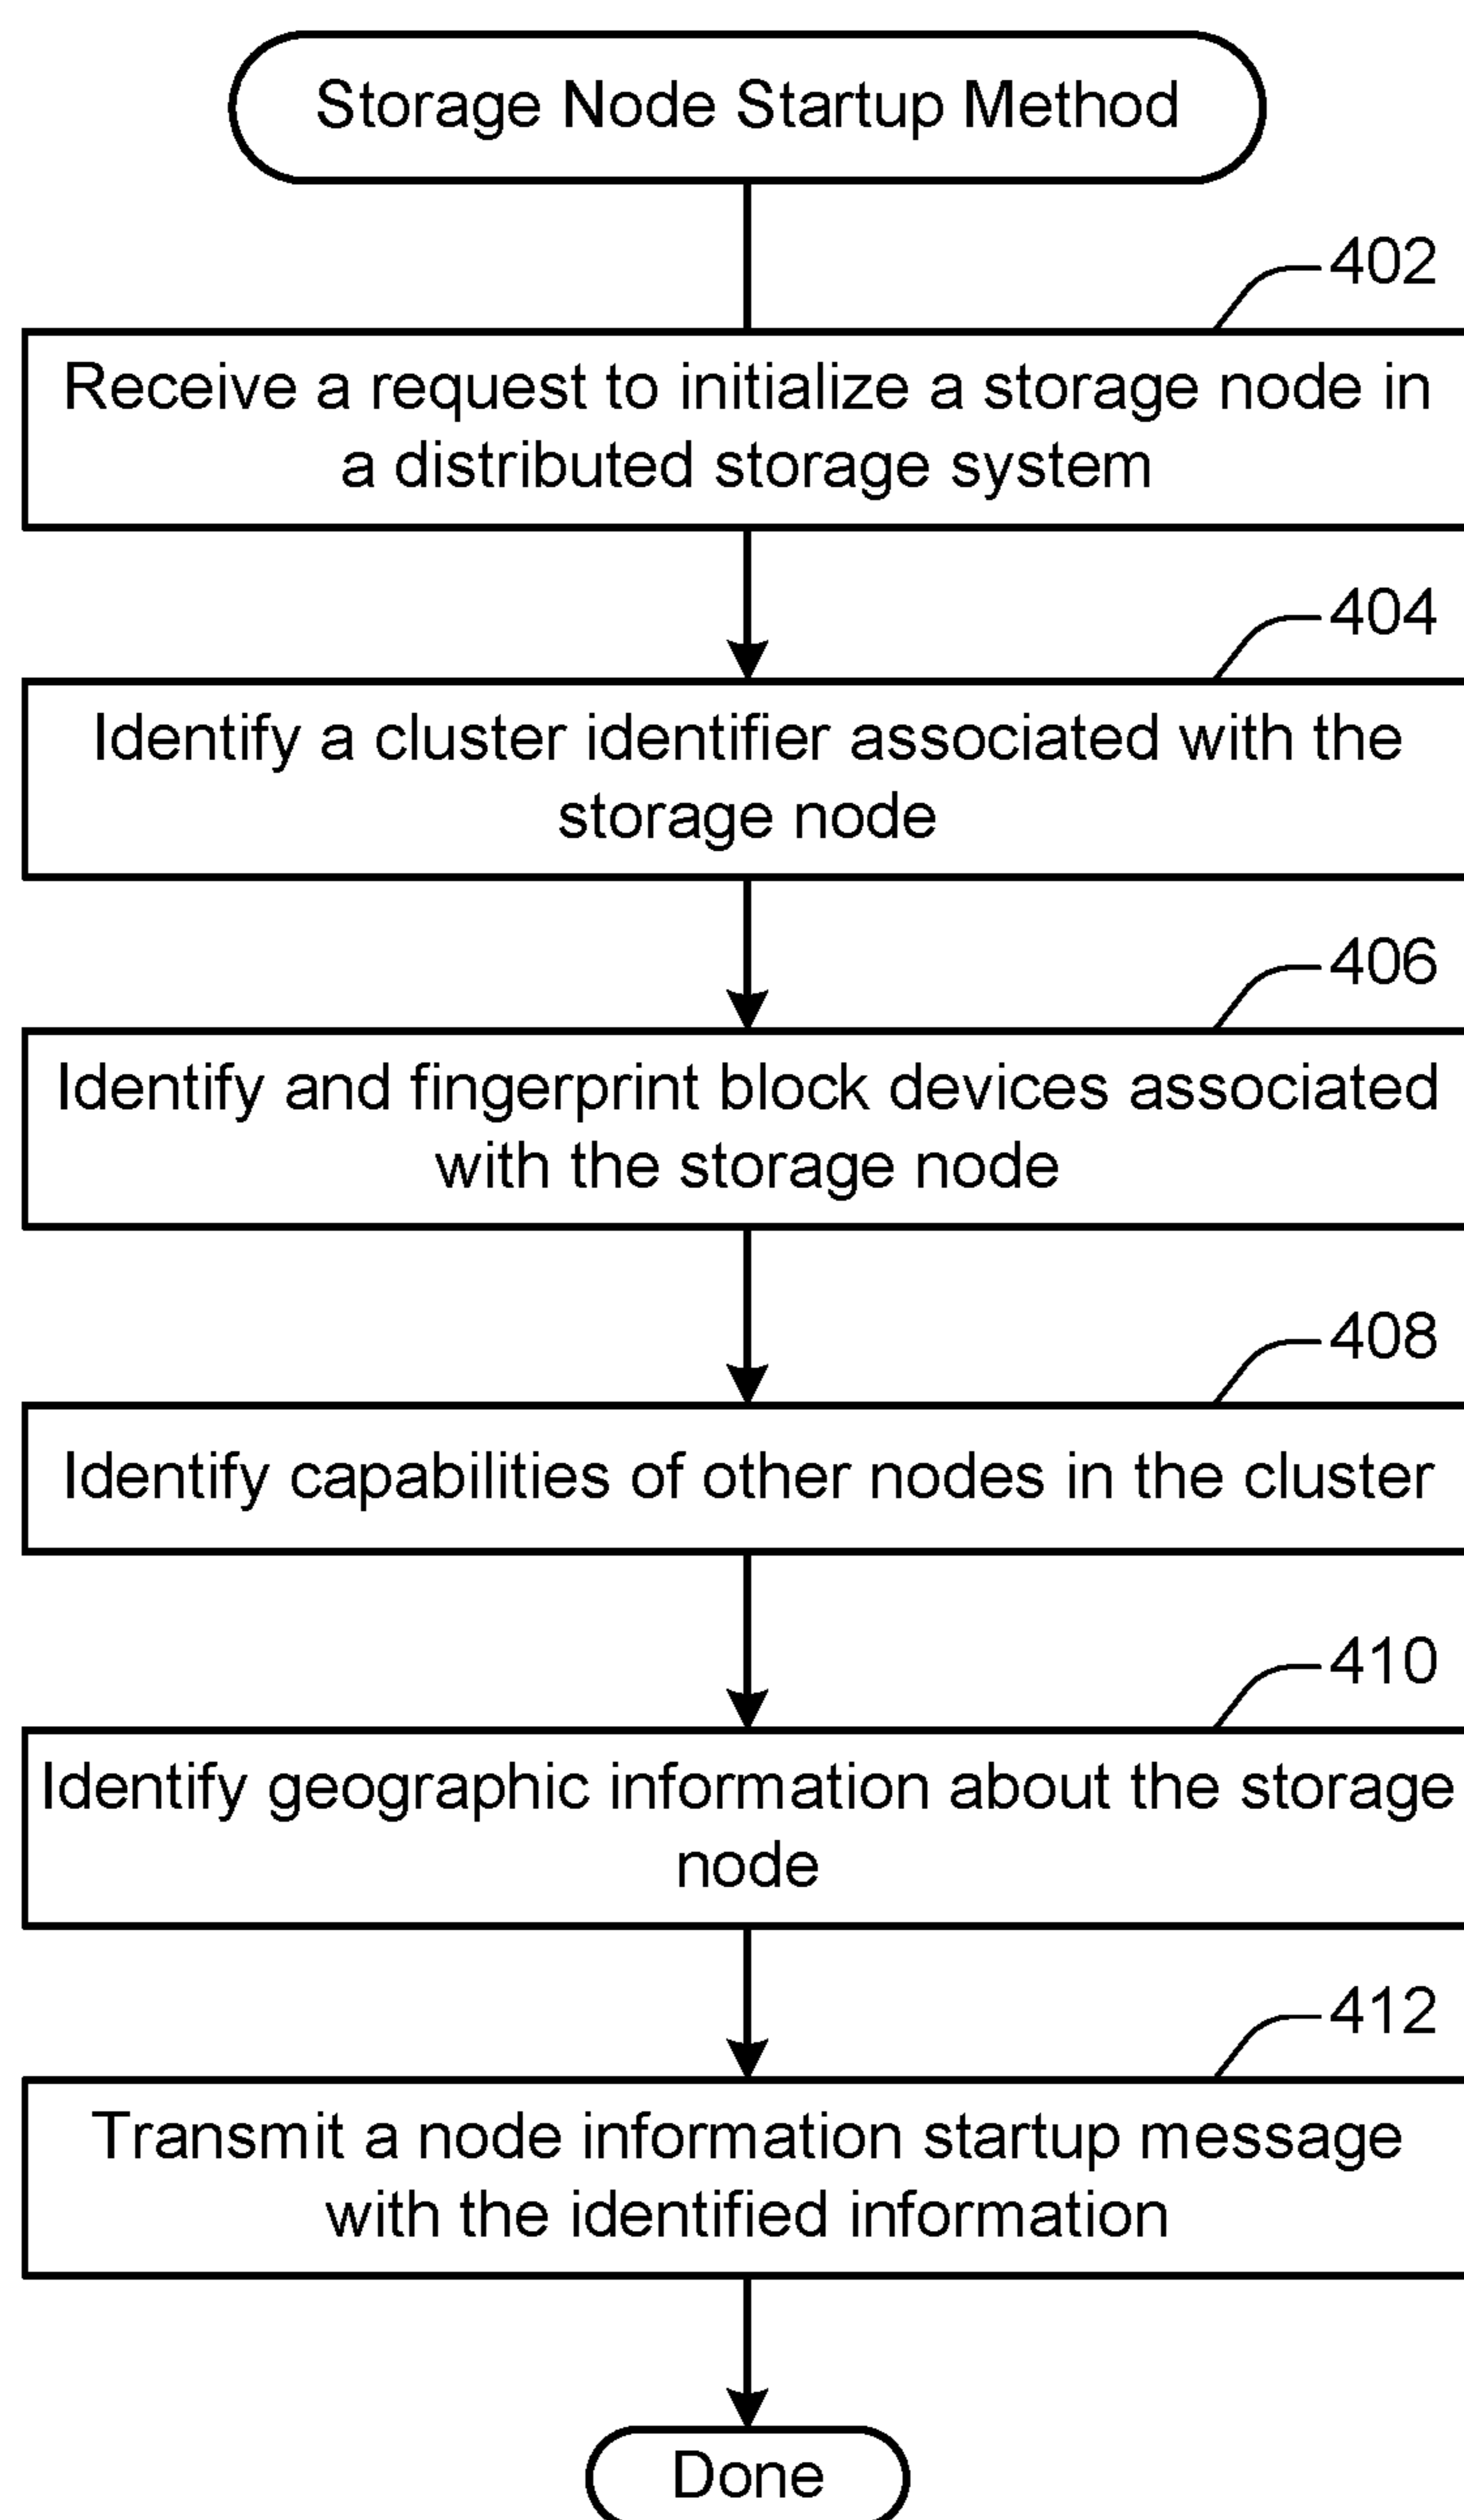 Storage Node Startup Method
402
Receive a request to initialize a storage node in
a distributed storage system
404
Identify a cluster identifier associated with the
storage node
406
Identify and fingerprint block devices associated
with the storage node
408
Identify capabilities of other nodes in the cluster
410
Identify geographic information about the storage
node
412
Transmit a node information startup message
with the identified information
Done